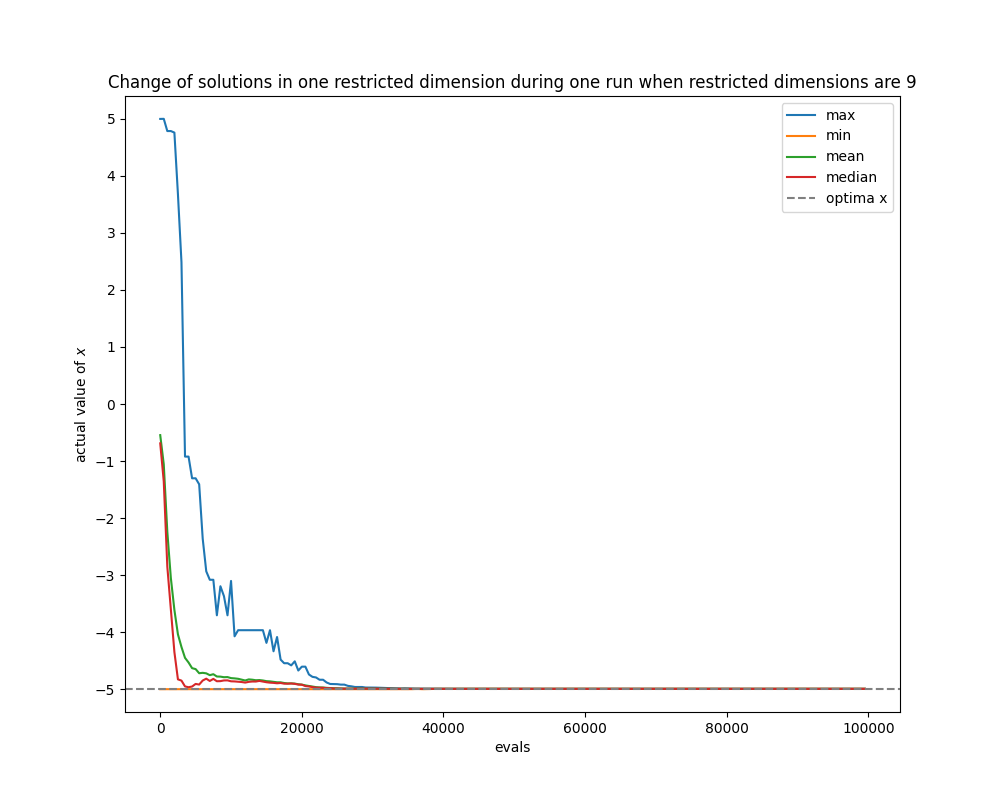 Change of solutions in one restricted dimension during one run when restricted dimensions are 9
max
min
mean
median
optima x
actual value of x
5
4
3
2
1
0
−1
−2
−3
−4
−5
0
20000
40000
60000
80000
100000
evals